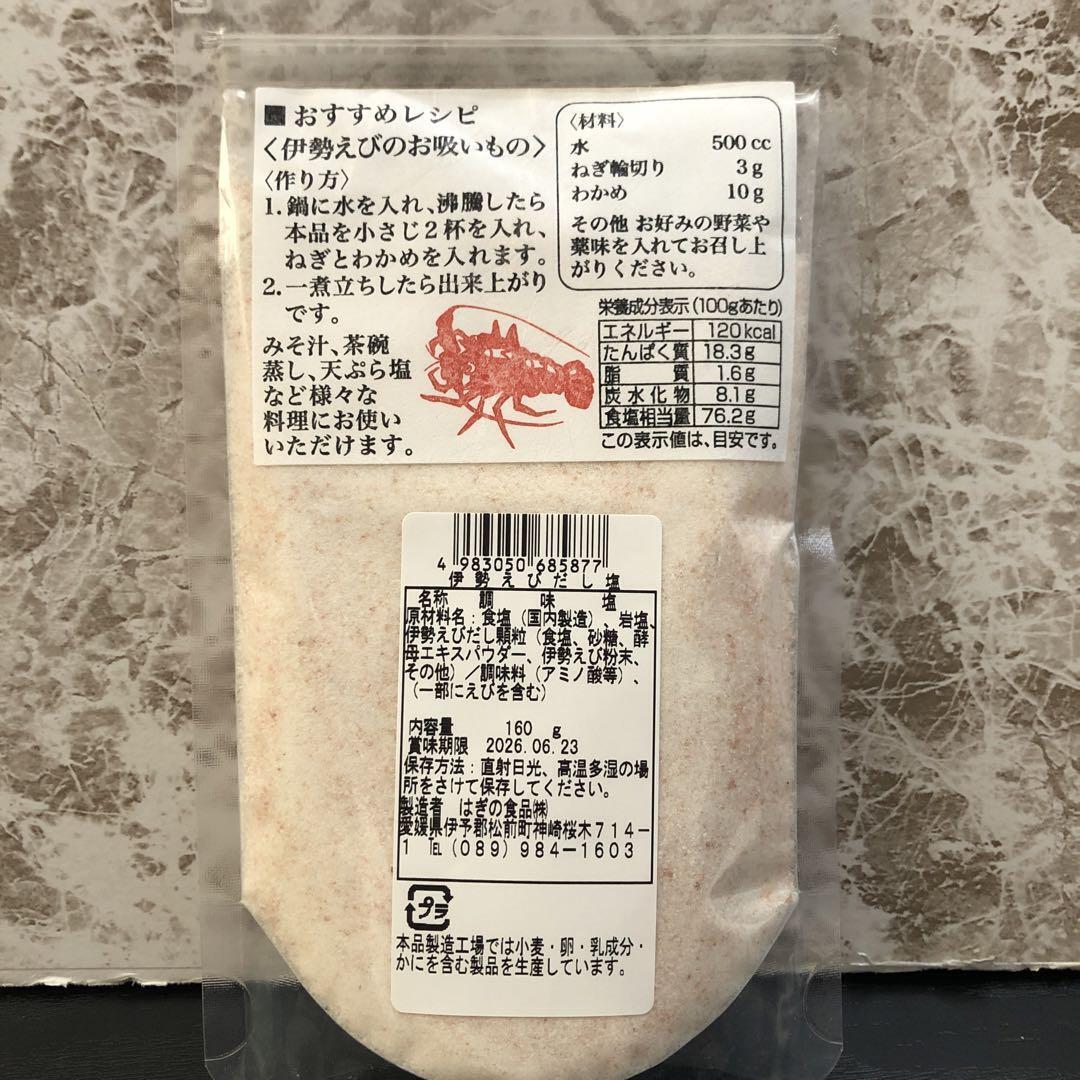 ■おすすめレシピ
〈伊勢えびのお吸いもの〉
〈作り方〉
1.鍋に水を入れ、沸騰したら
本品を小さじ2杯を入れ、
ねぎとわかめを入れます。
2.一煮立ちしたら出来上がり
です。
みそ汁、茶碗
蒸し、天ぷら塩
など様々な
料理にお使い
いただけます。
〈材料〉
水 500cc
ねぎ輪切り 3g
わかめ 10g
その他 お好みの野菜や
薬味を入れてお召し上
がりください。
栄養成分表示(100gあたり)
エネルギー 120kcal
たんぱく質 18.3g
脂質 1.6g
炭水化物 8.1g
食塩相当量 76.2g
この表示値は、目安です。
4 983050 685877
伊勢えびだし塩
名称 調味塩
原材料名:食塩(国内製造)、岩塩、
伊勢えびだし顆粒(食塩、砂糖、酵
母エキスパウダー、伊勢えび粉末、
その他)/調味料(アミノ酸等)、
(一部にえびを含む)
内容量 160 g
賞味期限 2026.06.23
保存方法:直射日光、高温多湿の場
所をさけて保存してください。
製造者 はぎの食品㈱
愛媛県伊予郡松前町神崎桜木714-
1 ℡(089)984-1603
プラ
本品製造工場では小麦・卵・乳成分・
かにを含む製品を生産しています。